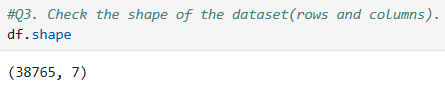 #Q3. Check the shape of the dataset(rows and columns).
df.shape
(38765, 7)